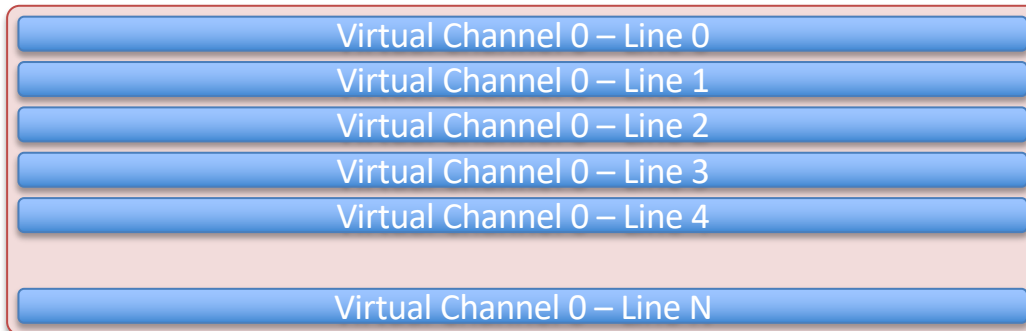 Virtual Channel 0 – Line 0
Virtual Channel 0 – Line 1
Virtual Channel 0 – Line 2
Virtual Channel 0 – Line 3
Virtual Channel 0 – Line 4
Virtual Channel 0 – Line N